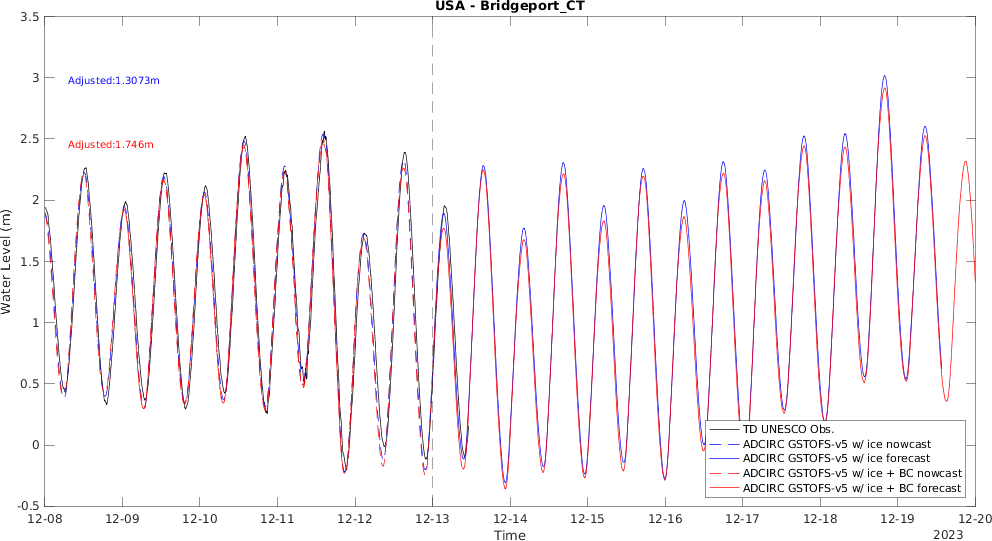 USA - Bridgeport_CT
3.5
3
2.5
2
1.5
1
0.5
0
-0.5
Water Level (m)
Adjusted:1.3073m
Adjusted:1.746m
TD UNESCO Obs.
ADCIRC GSTOFS-v5 w/ ice nowcast
ADCIRC GSTOFS-v5 w/ ice forecast
ADCIRC GSTOFS-v5 w/ ice + BC nowcast
ADCIRC GSTOFS-v5 w/ ice + BC forecast
12-08 12-09 12-10 12-11 12-12 12-13 12-14 12-15 12-16 12-17 12-18 12-19 12-20
Time
2023